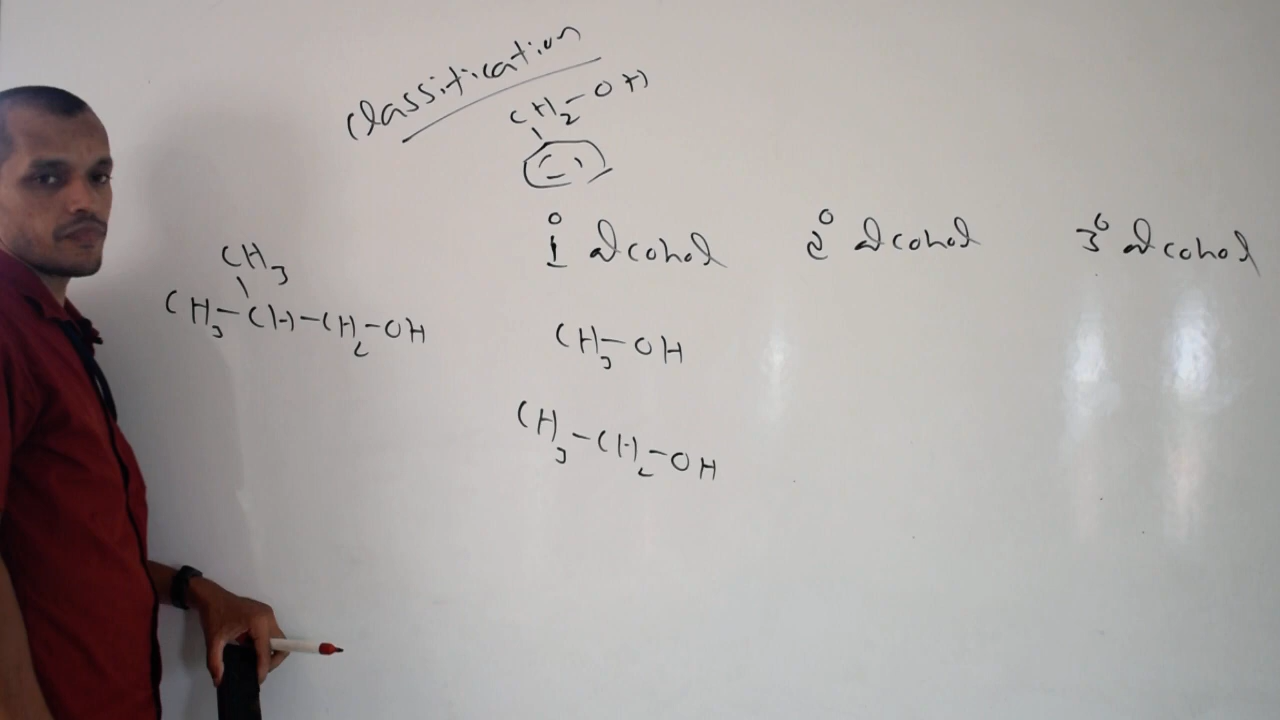 classification
CH2-OH
1° alcohol 2° alcohol 3° alcohol
CH3
CH3-CH-CH2-OH
CH3-OH
CH3-CH2-OH